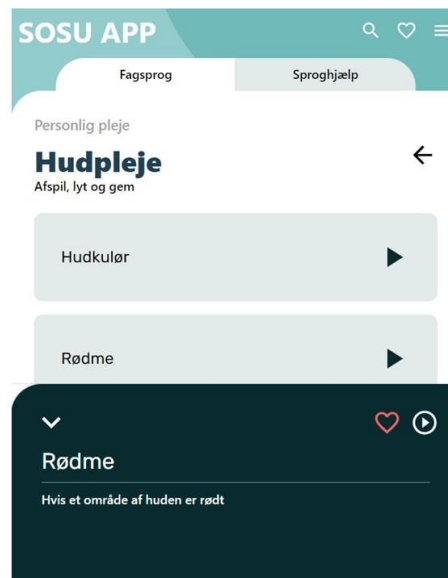 SOSU APP
Fagsprog
Sproghjælp
Personlig pleje
Hudpleje
Afspil, lyt og gem
Hudkulør
Rødme
Rødme
Hvis et område af huden er rødt